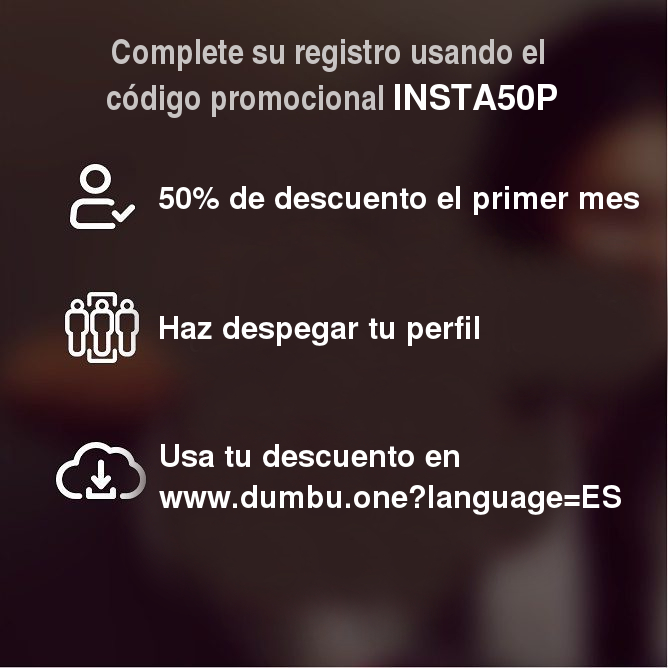 Complete su registro usando el
código promocional INSTA50P
50% de descuento el primer mes
Haz despegar tu perfil
Usa tu descuento en
www.dumbu.one?language=ES